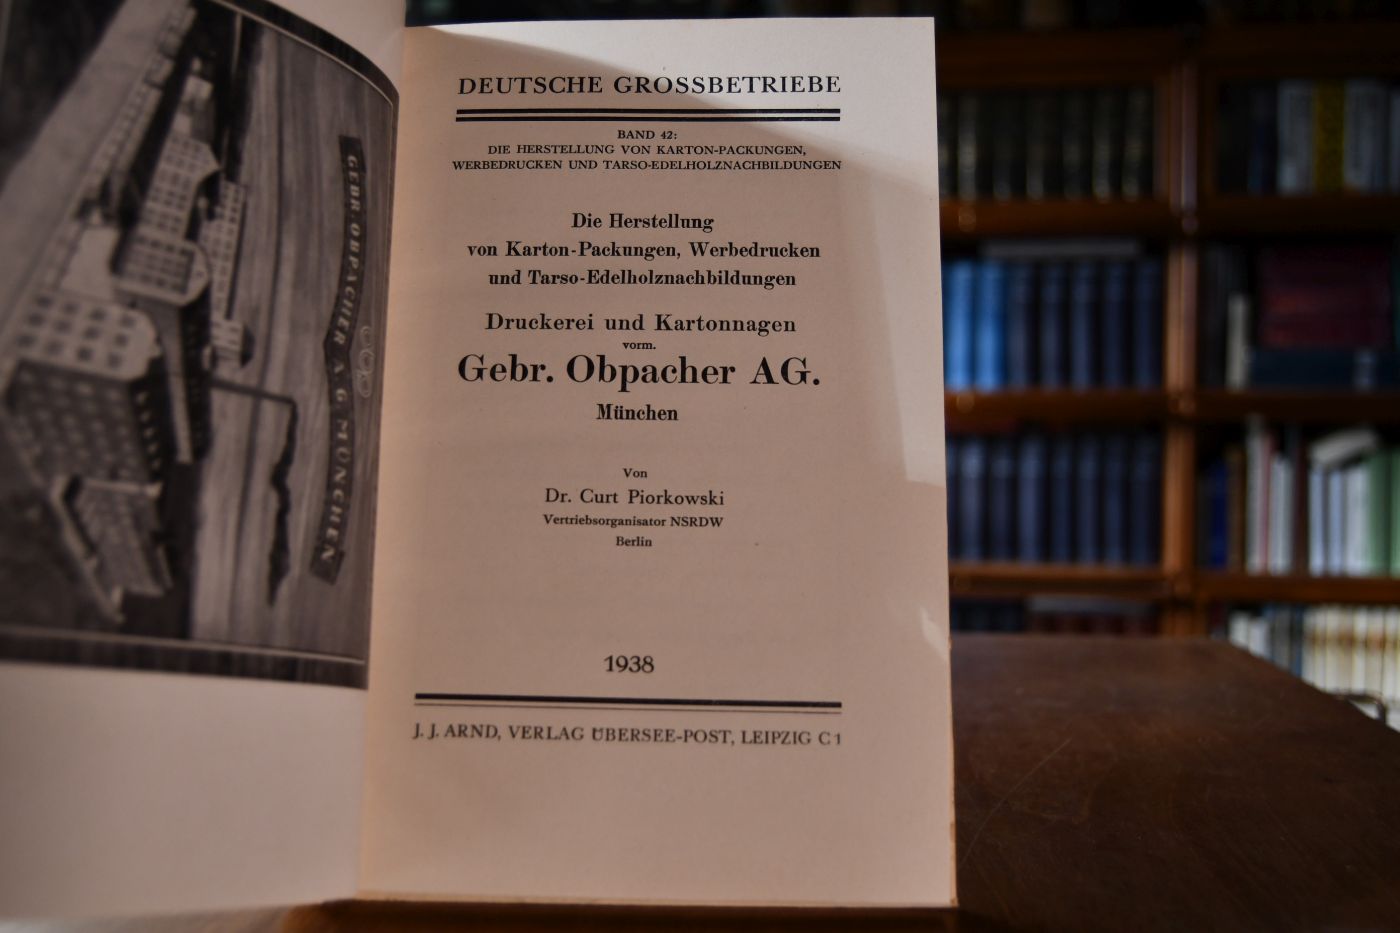 GEBR. OBPACHER A. G. MÜNCHEN
DEUTSCHE GROSSBETRIEBE
BAND 42:
DIE HERSTELLUNG VON KARTON-PACKUNGEN,
WERBEDRUCKEN UND TARSO-EDELHOLZNACHBILDUNGEN
Die Herstellung
von Karton-Packungen, Werbedrucken
und Tarso-Edelholznachbildungen
Druckerei und Kartonnagen
vorm.
Gebr. Obpacher AG.
München
Von
Dr. Curt Piorkowski
Vertriebsorganisator NSRDW
Berlin
1938
J. J. ARND, VERLAG ÜBERSEE-POST, LEIPZIG C 1